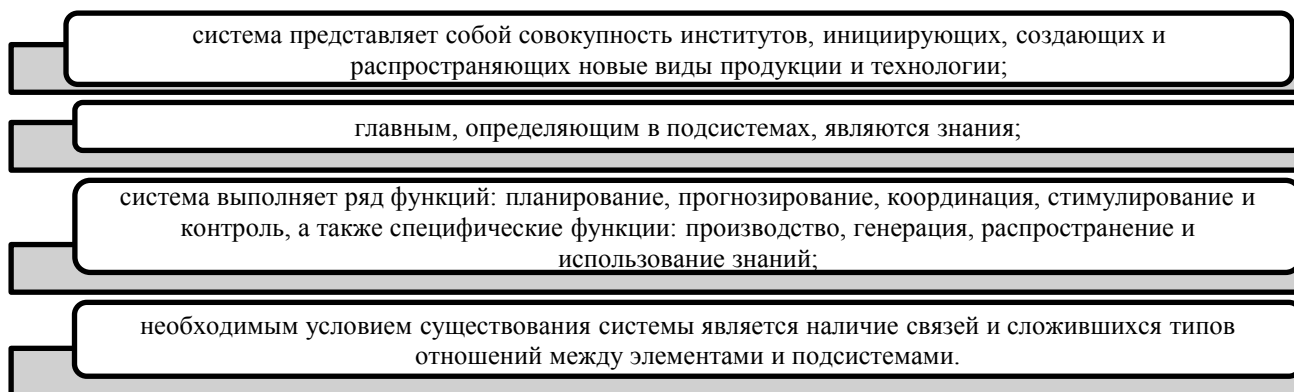 система представляет собой совокупность институтов, инициирующих, создающих и
распространяющих новые виды продукции и технологии;
главным, определяющим в подсистемах, являются знания;
система выполняет ряд функций: планирование, прогнозирование, координация, стимулирование и
контроль, а также специфические функции: производство, генерация, распространение и
использование знаний;
необходимым условием существования системы является наличие связей и сложившихся типов
отношений между элементами и подсистемами.